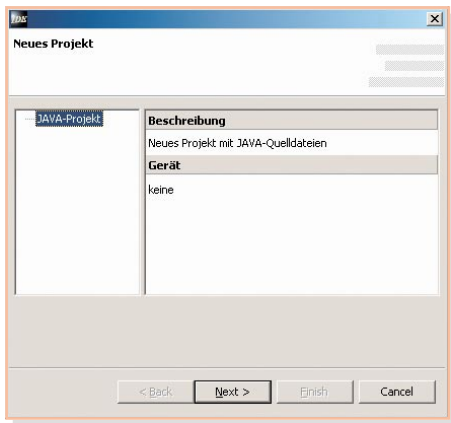 IDE
Neues Projekt
JAVA-Projekt
Beschreibung
Neues Projekt mit JAVA-Quelldateien
Gerät
keine
< Back
Next >
Finish
Cancel